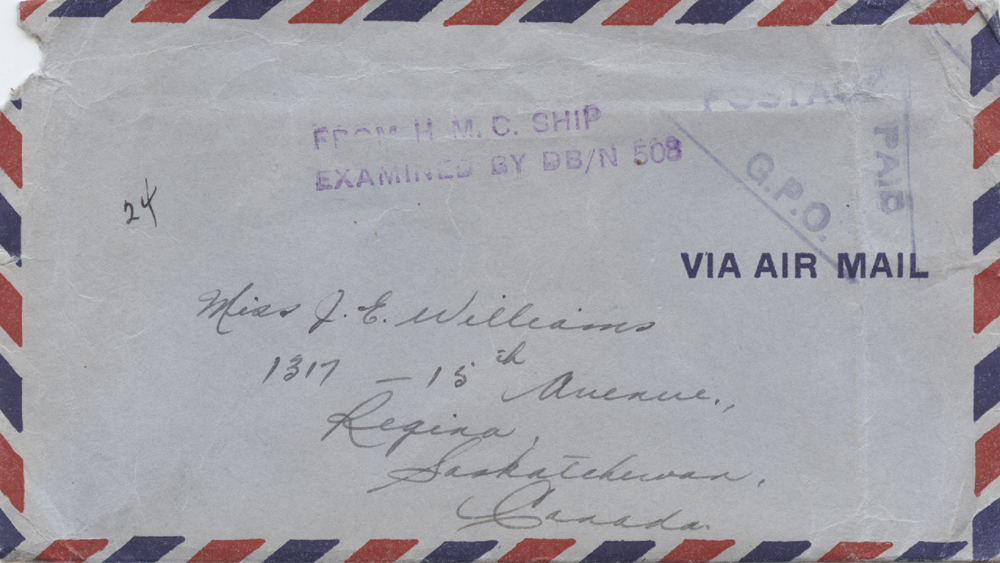 FROM H.M.C. SHIP
EXAMINED BY DB/N 508
POSTAGE
PAID
G.P.O.
24
VIA AIR MAIL
Miss J. E. Williams
1317 - 15th Avenue.,
Regina,
Saskatchewan,
Canada.